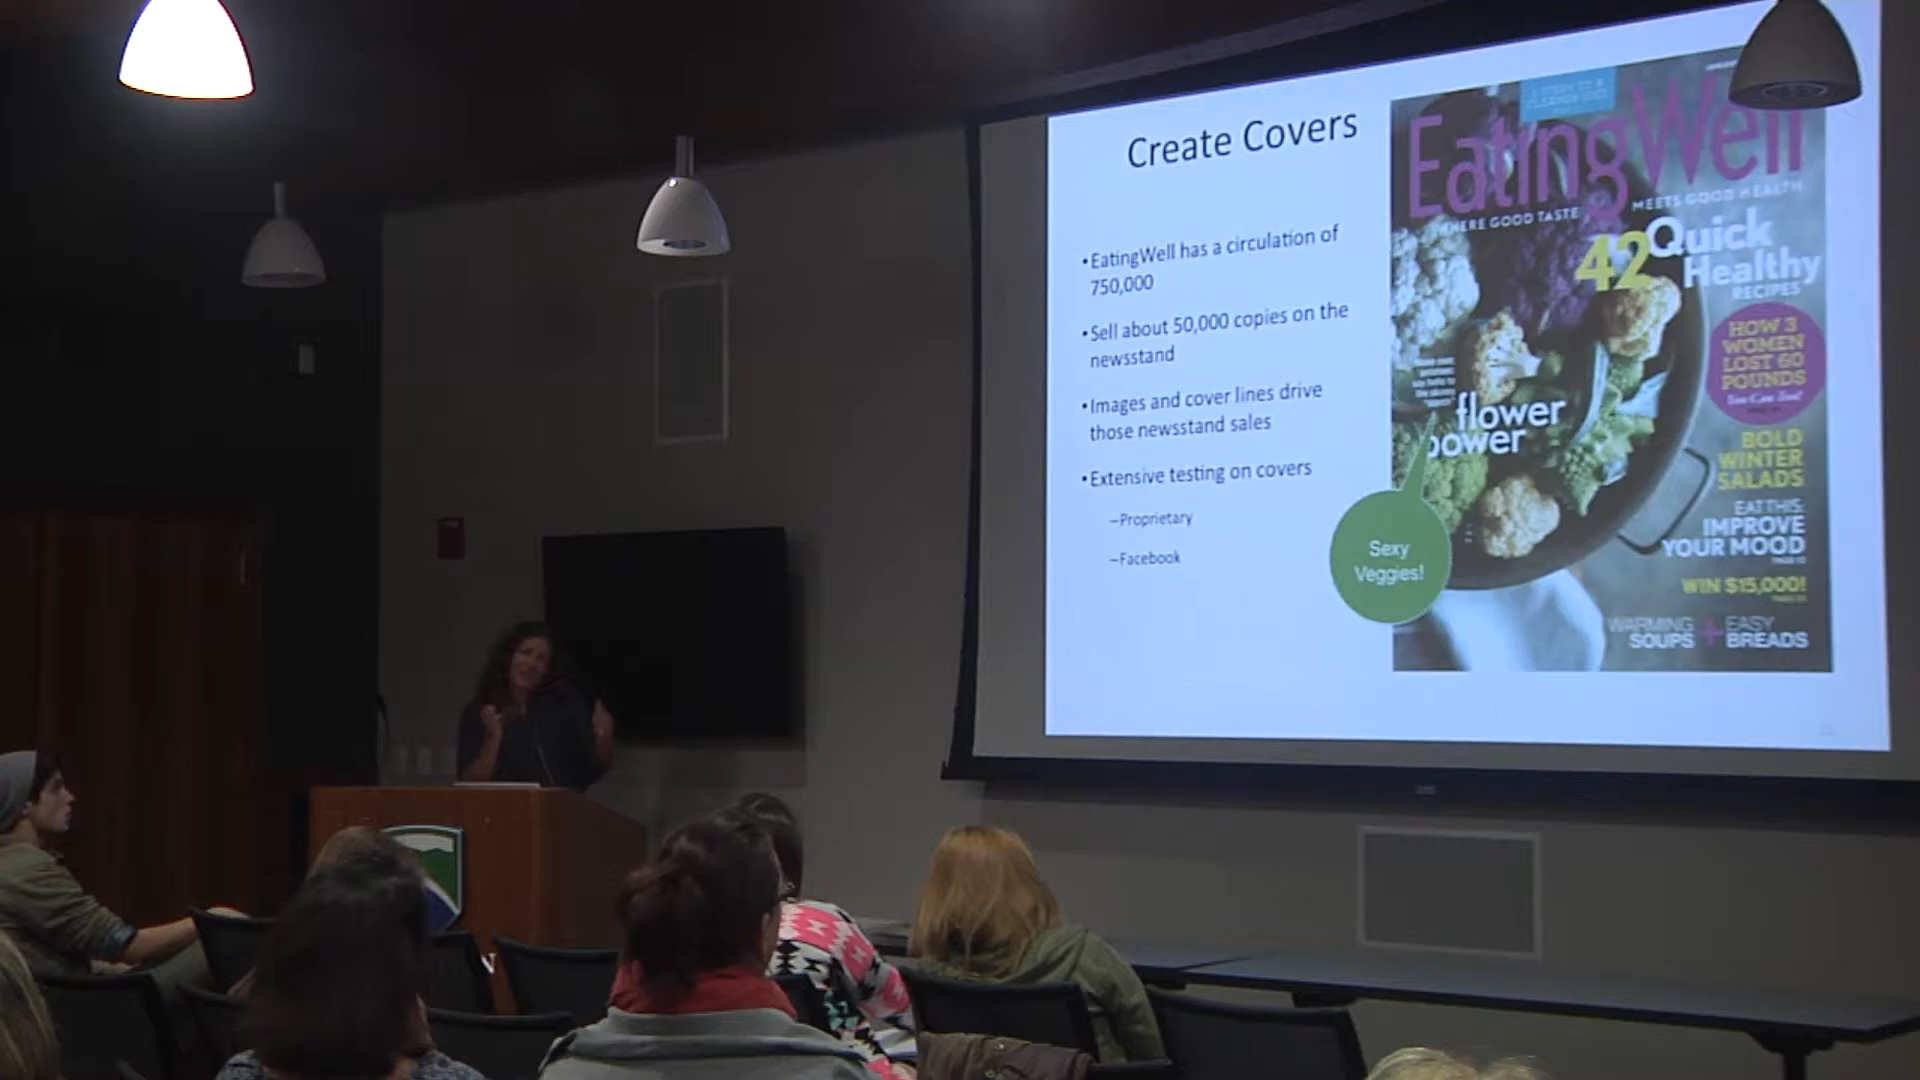 Create Covers
•EatingWell has a circulation of
750,000
•Sell about 50,000 copies on the
newsstand
•Images and cover lines drive
those newsstand sales
•Extensive testing on covers
–Proprietary
–Facebook
EatingWell
WHERE GOOD TASTE MEETS GOOD HEALTH
42 Quick
Healthy
RECIPES
HOW 3
WOMEN
LOST 60
POUNDS
You Can Too!
flower
power
BOLD
WINTER
SALADS
EAT THIS:
IMPROVE
YOUR MOOD
WIN $15,000!
WARMING
SOUPS + EASY
BREADS
Sexy
Veggies!